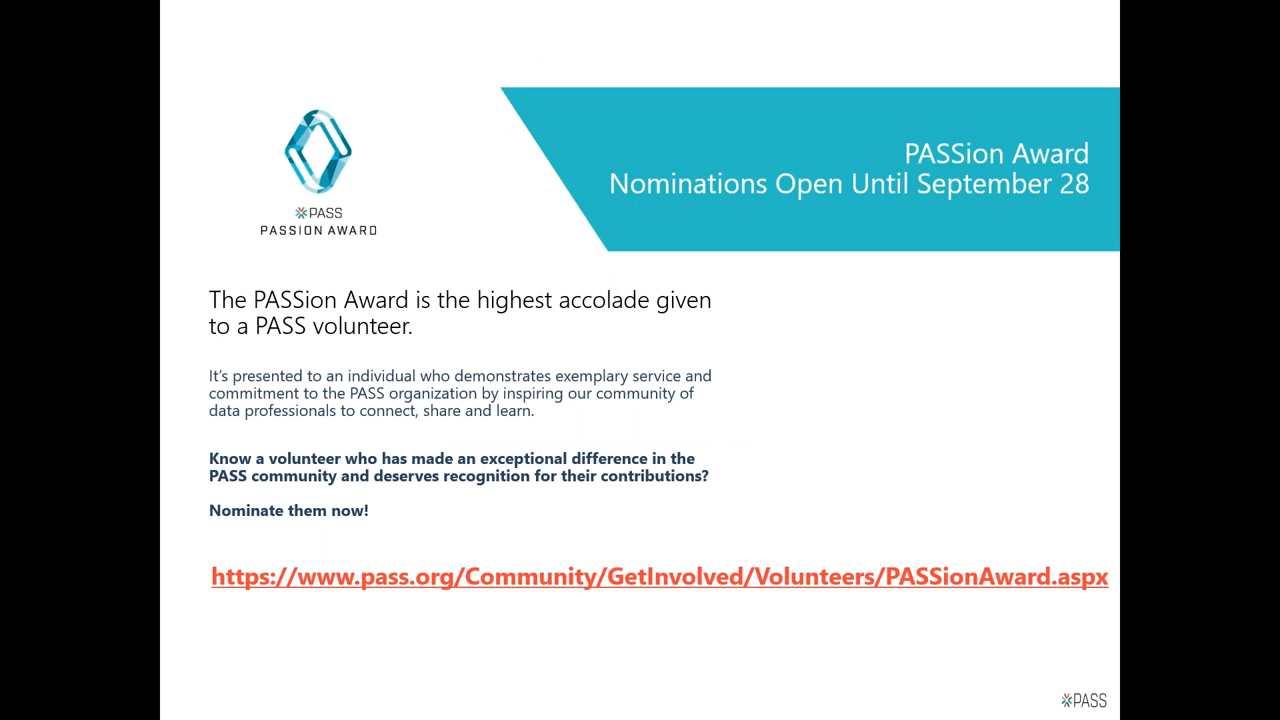 PASS
PASSION AWARD
PASSion Award
Nominations Open Until September 28
The PASSion Award is the highest accolade given
to a PASS volunteer.
It's presented to an individual who demonstrates exemplary service and
commitment to the PASS organization by inspiring our community of
data professionals to connect, share and learn.
Know a volunteer who has made an exceptional difference in the
PASS community and deserves recognition for their contributions?
Nominate them now!
https://www.pass.org/Community/GetInvolved/Volunteers/PASSionAward.aspx
PASS